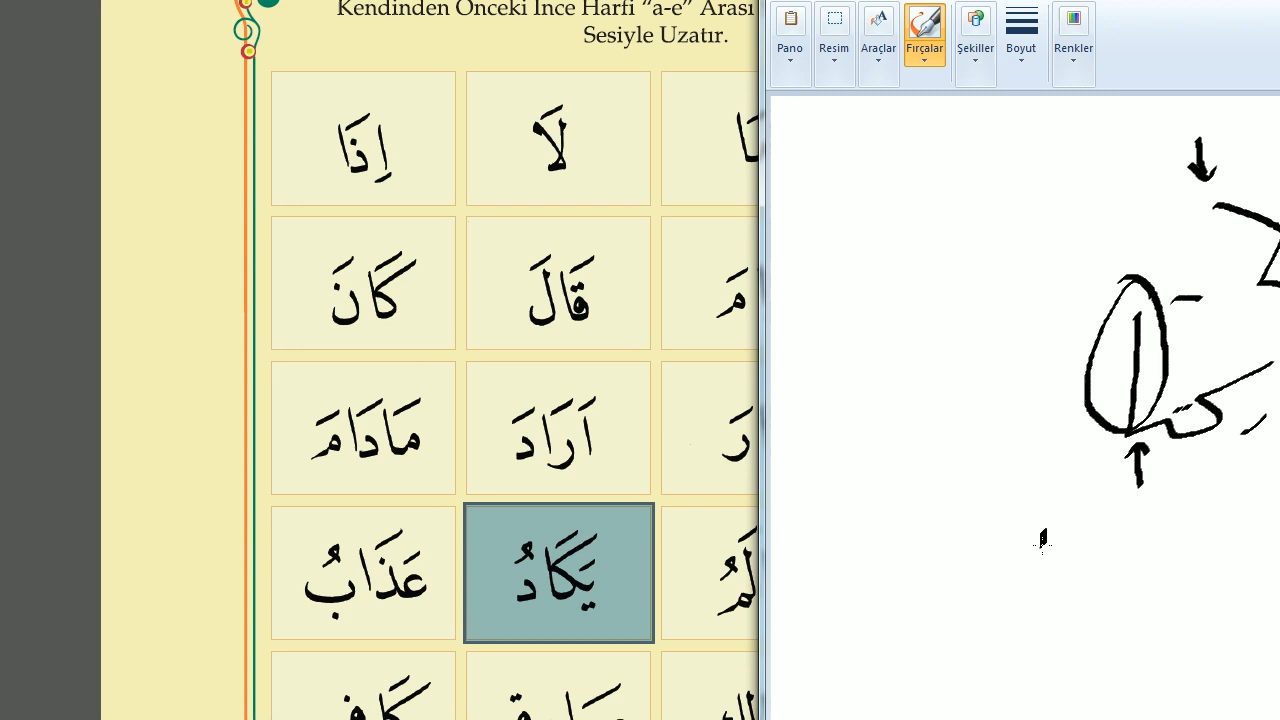 Kendinden Önceki İnce Harfi “a-e” Arası
Sesiyle Uzatır.
Pano Resim Araçlar Fırçalar Şekiller Boyut Renkler
لَا اِذَا
مَ قَالَ كَانَ
رَ اَرَادَ مَادَامَ
يَكَادُ عَذَابُ